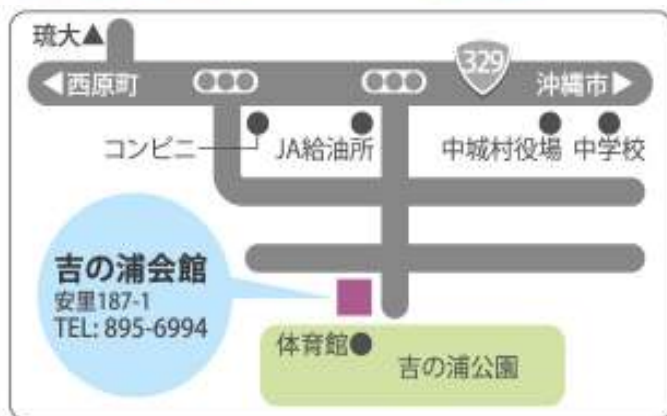 琉大▲
329
◀西原町
沖縄市▶
コンビニ
JA給油所
中城村役場
中学校
吉の浦会館
安里187-1
TEL: 895-6994
体育館
吉の浦公園